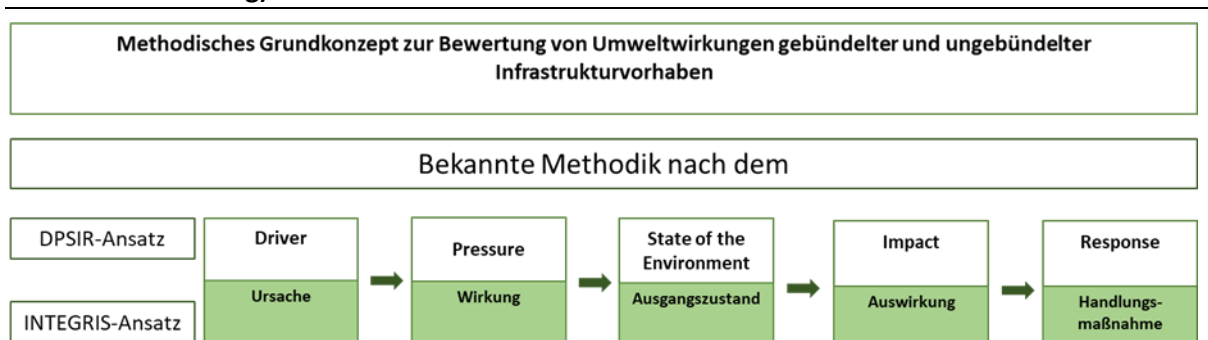 Methodisches Grundkonzept zur Bewertung von Umweltwirkungen gebündelter und ungebündelter
Infrastrukturvorhaben
Bekannte Methodik nach dem
DPSIR-Ansatz
Driver
Pressure
State of the
Environment
Impact
Response
INTEGRIS-Ansatz
Ursache
Wirkung
Ausgangszustand
Auswirkung
Handlungs-
maßnahme